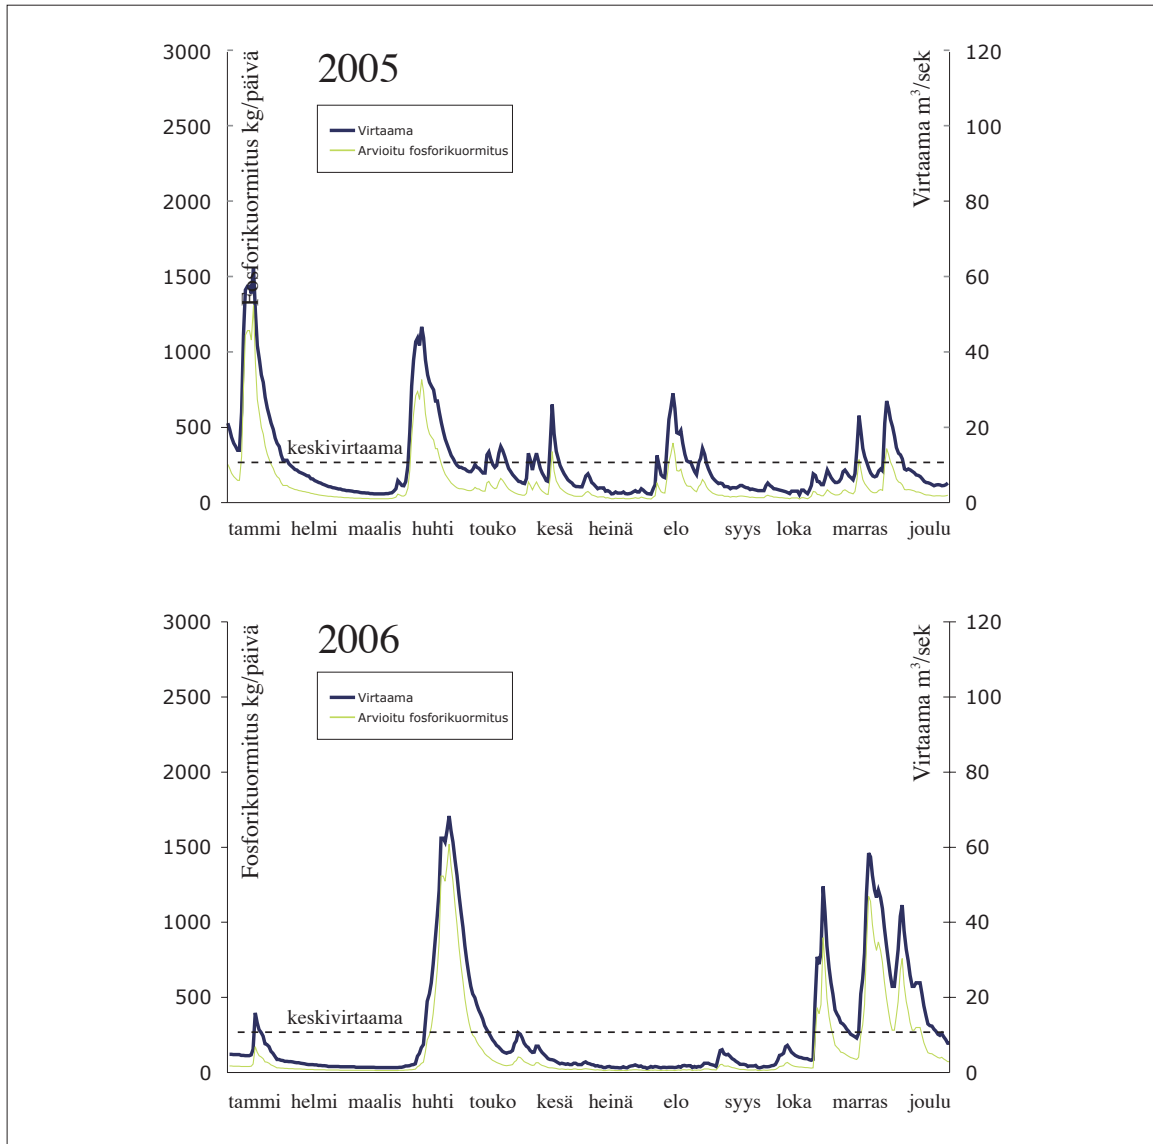 2005
Virtaama
Arvioitu fosforikuormitus
Fosforikuormitus kg/päivä
Virtaama m³/sek
3000
2500
2000
1500
1000
500
0
120
100
80
60
40
20
0
keskivirtaama
tammi helmi maalis huhti touko kesä heinä elo syys loka marras joulu
2006
Virtaama
Arvioitu fosforikuormitus
Fosforikuormitus kg/päivä
Virtaama m³/sek
3000
2500
2000
1500
1000
500
0
120
100
80
60
40
20
0
keskivirtaama
tammi helmi maalis huhti touko kesä heinä elo syys loka marras joulu